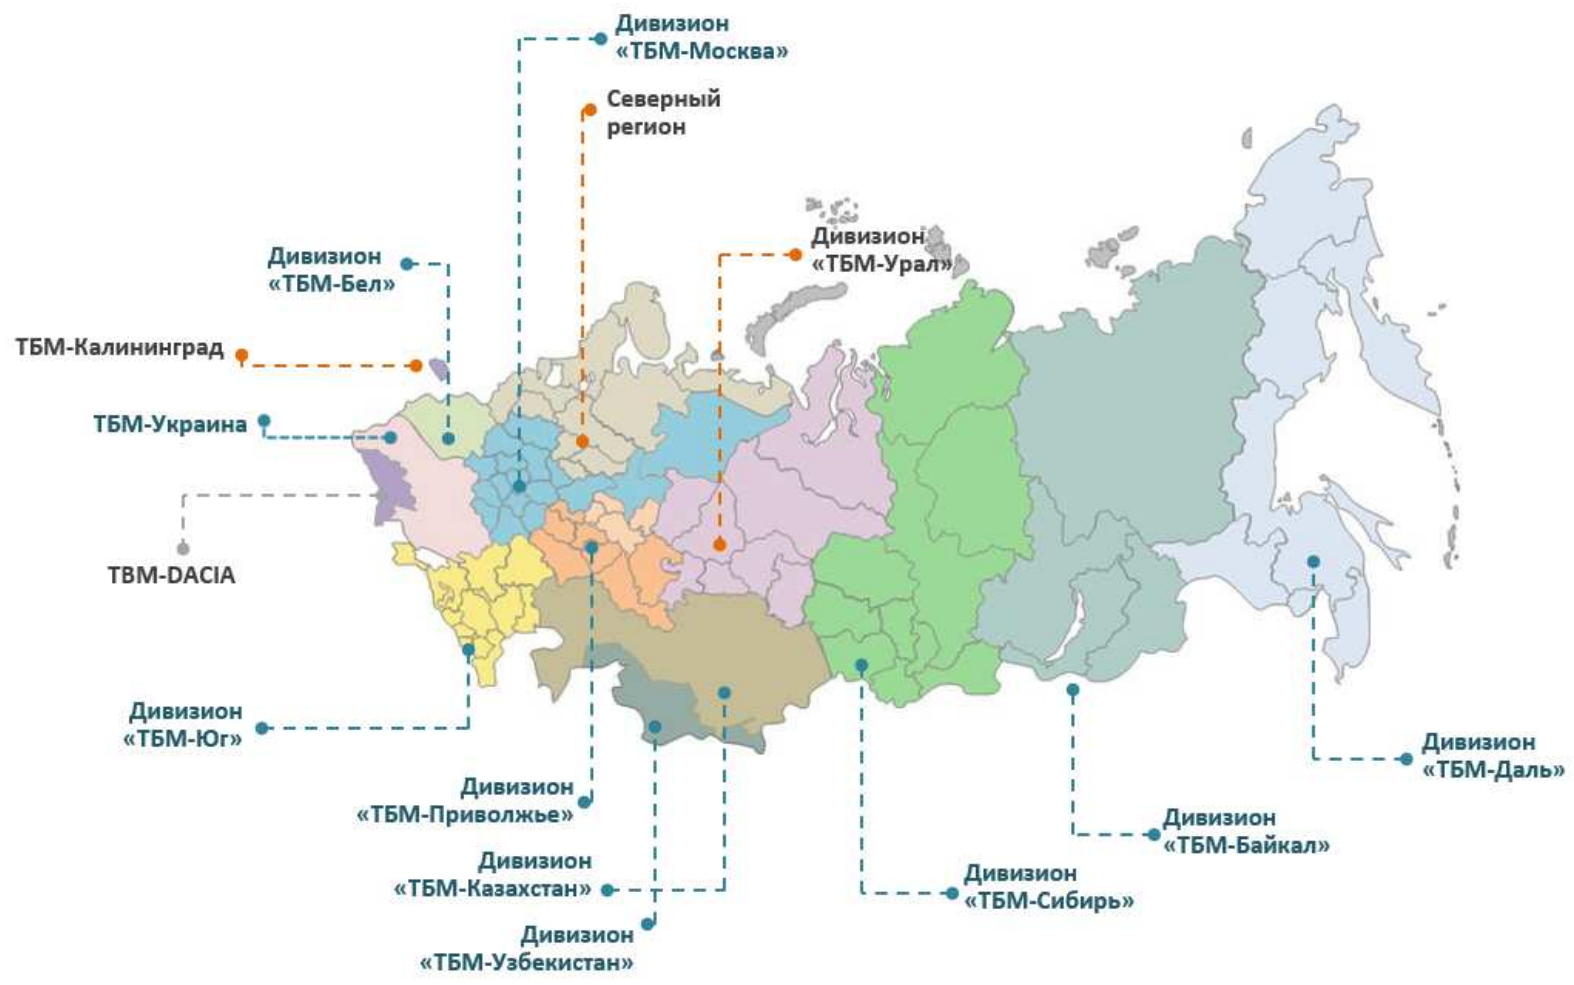 Дивизион
«ТБМ-Москва»
Северный
регион
Дивизион
«ТБМ-Урал»
Дивизион
«ТБМ-Бел»
ТБМ-Калининград
ТБМ-Украина
TBM-DACIA
Дивизион
«ТБМ-Юг»
Дивизион
«ТБМ-Приволжье»
Дивизион
«ТБМ-Казахстан»
Дивизион
«ТБМ-Узбекистан»
Дивизион
«ТБМ-Сибирь»
Дивизион
«ТБМ-Байкал»
Дивизион
«ТБМ-Даль»